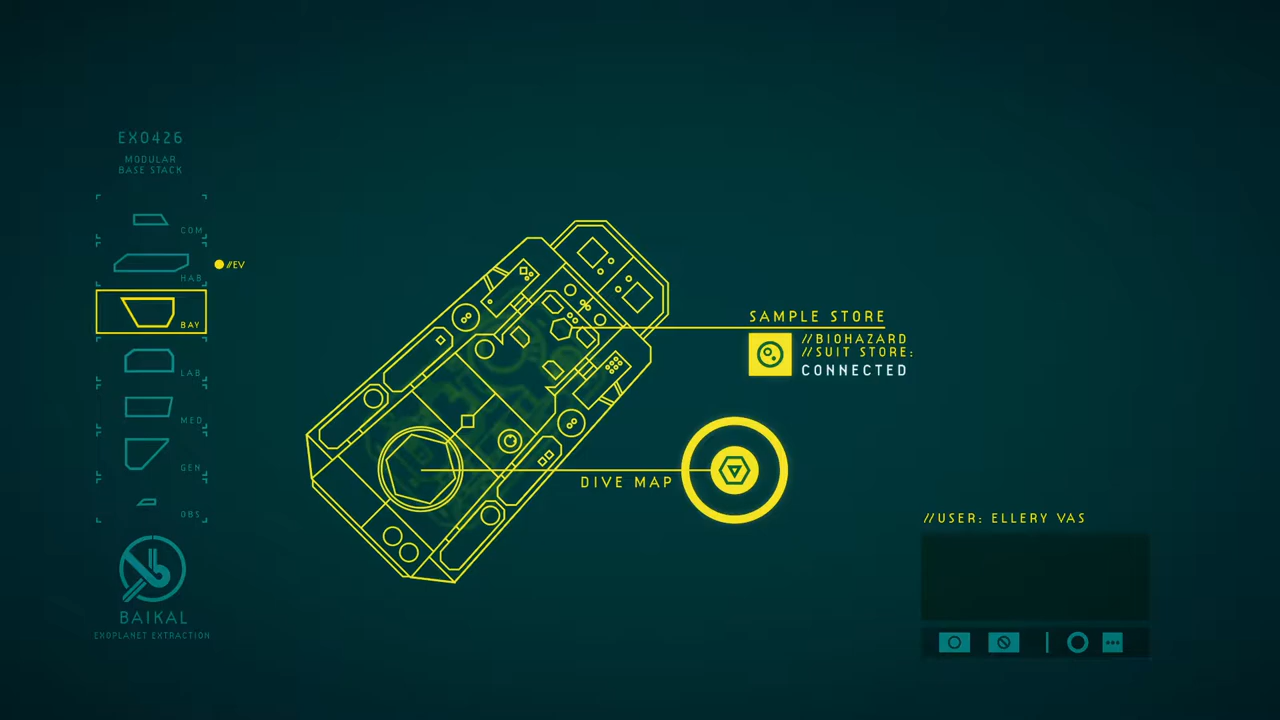 EXO426
MODULAR
BASE STACK
COM
HAB
//EV
BAY
LAB
MED
GEN
OBS
BAIKAL
EXOPLANET EXTRACTION
SAMPLE STORE
//BIOHAZARD
//SUIT STORE:
CONNECTED
DIVE MAP
//USER: ELLERY VAS